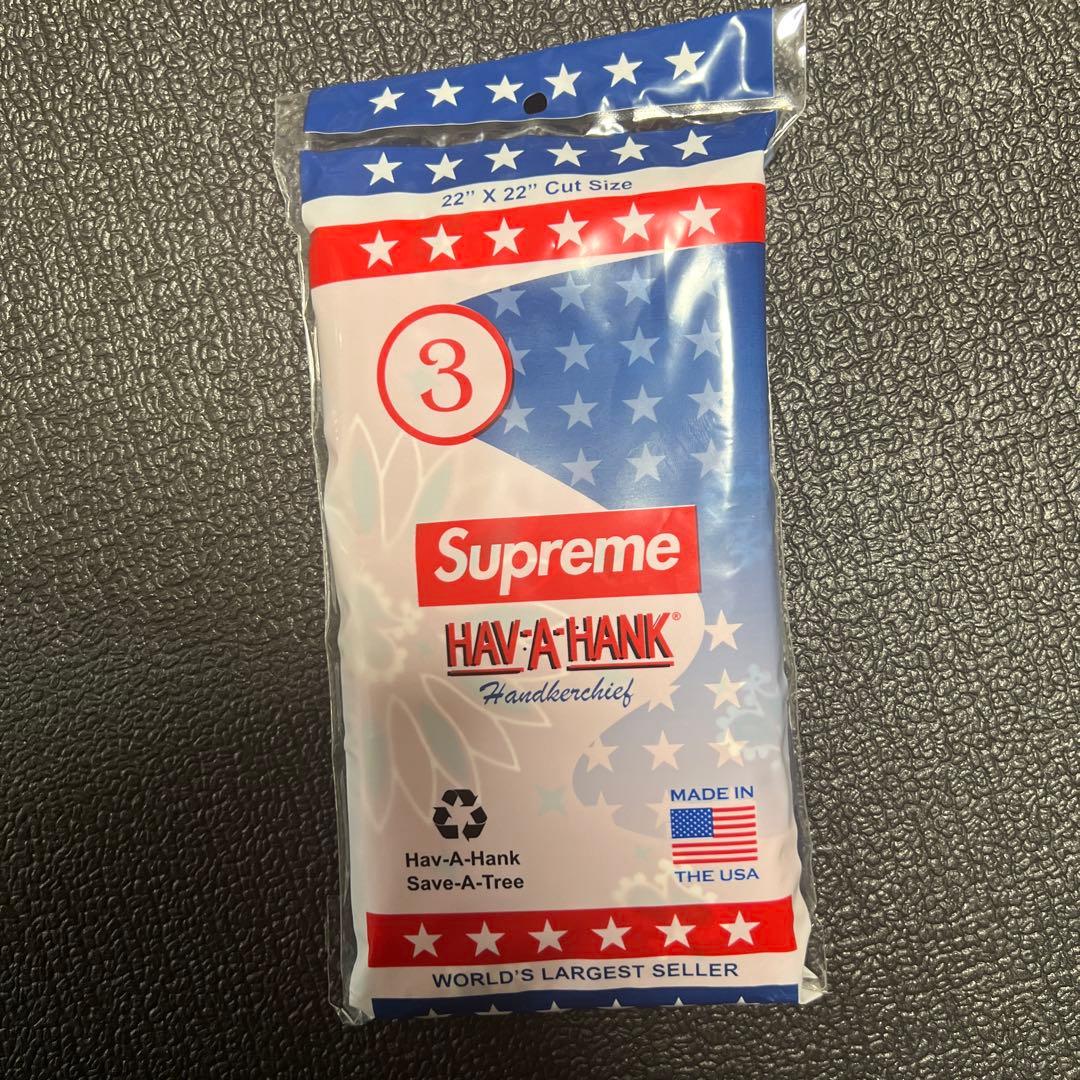 22” X 22” Cut Size
3
Supreme
HAV-A-HANK®
Handkerchief
MADE IN
Hav-A-Hank
Save-A-Tree
THE USA
WORLD'S LARGEST SELLER